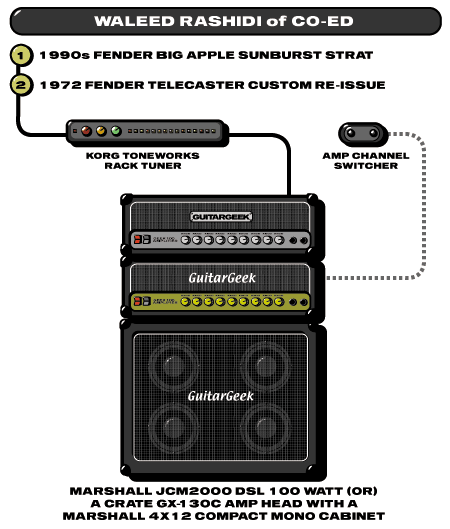 WALEED RASHIDI of CO-ED
1 1990s FENDER BIG APPLE SUNBURST STRAT
2 1972 FENDER TELECASTER CUSTOM RE-ISSUE
KORG TONEWORKS
RACK TUNER
AMP CHANNEL
SWITCHER
GUITARGEEK
GuitarGeek
GuitarGeek
MARSHALL JCM2000 DSL 100 WATT (OR)
A CRATE GX-130C AMP HEAD WITH A
MARSHALL 4X12 COMPACT MONO CABINET